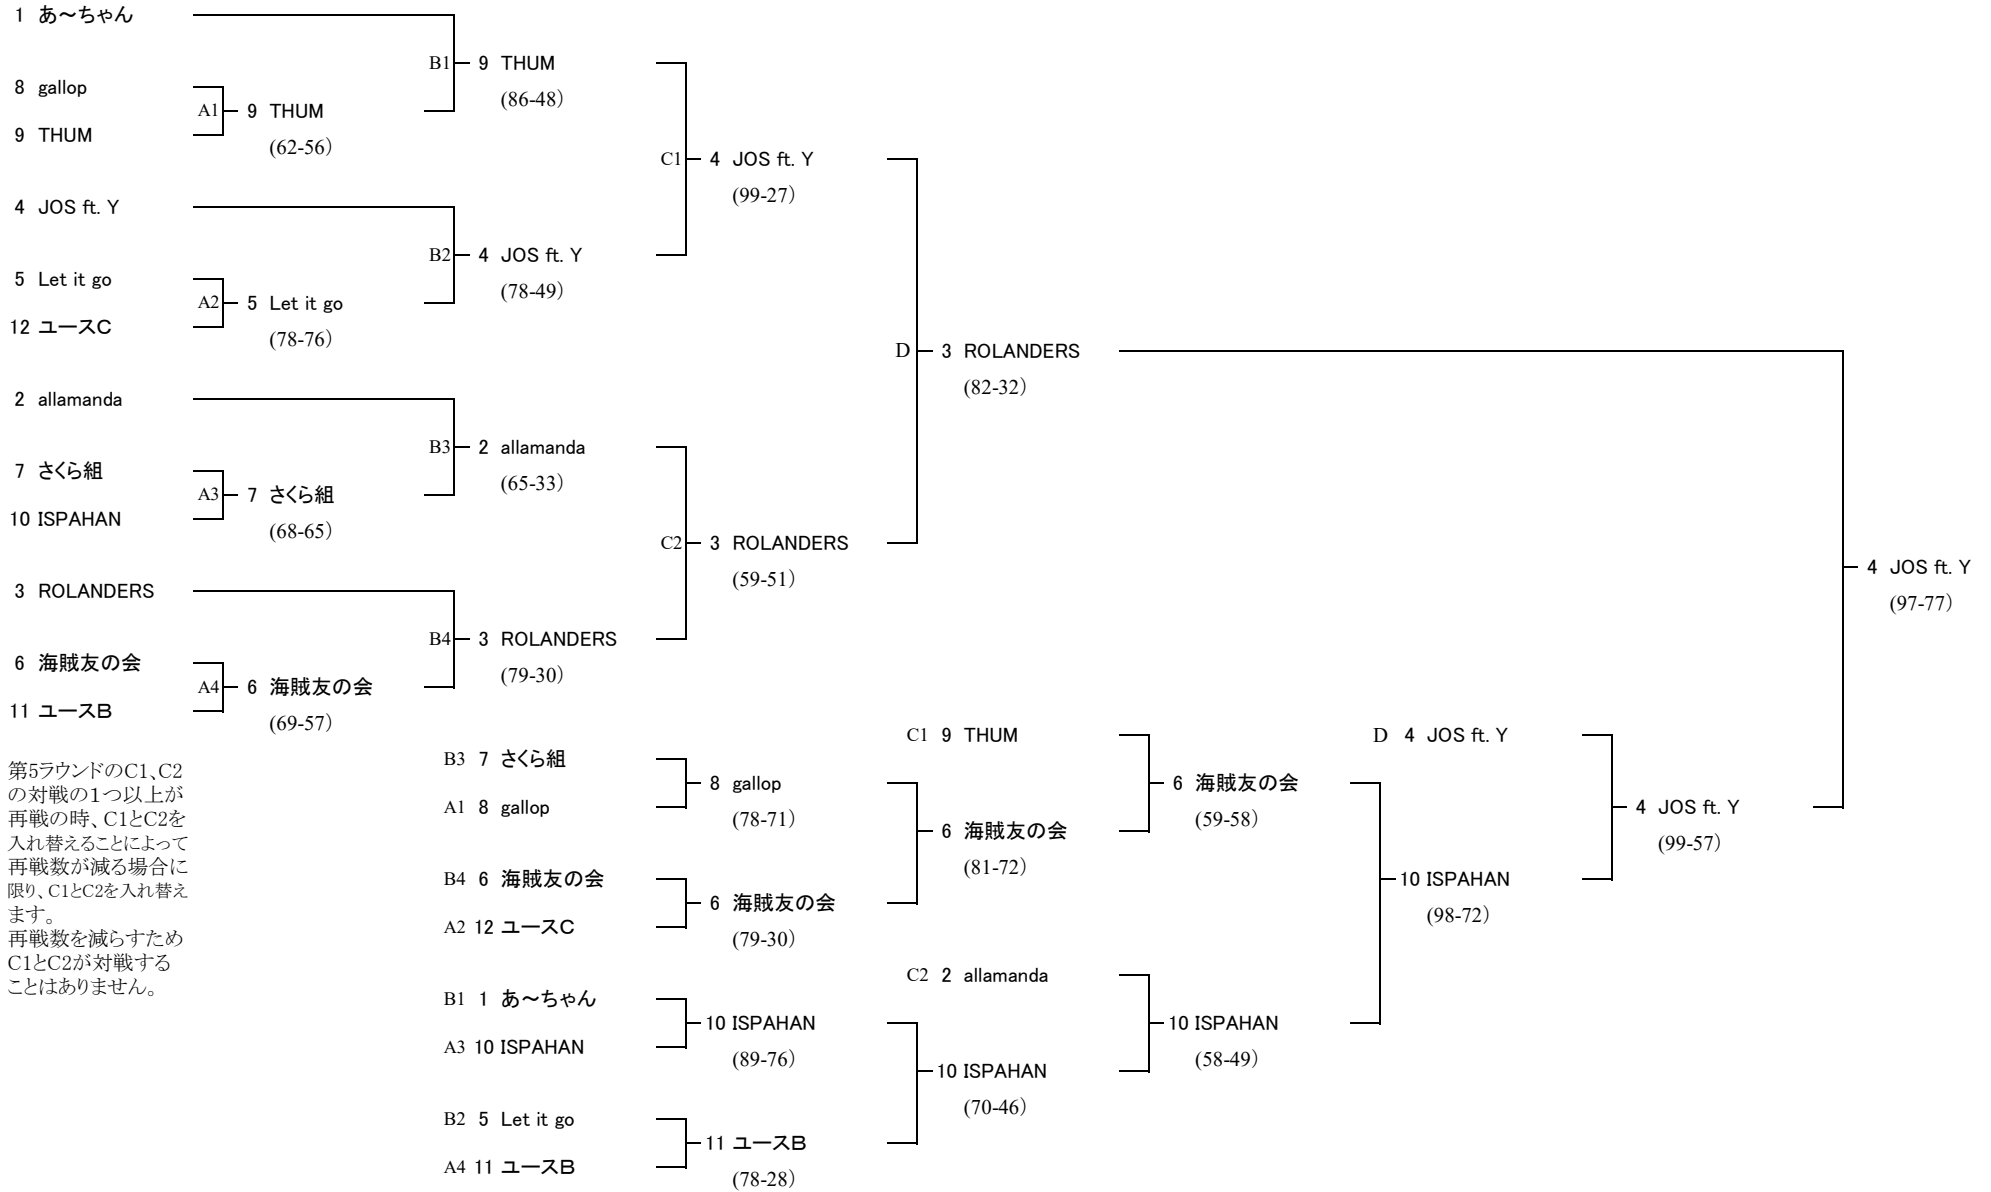 1 あ～ちゃん
B1 9 THUM
(86-48)
8 gallop
A1 9 THUM
(62-56)
9 THUM
C1 4 JOS ft. Y
(99-27)
4 JOS ft. Y
B2 4 JOS ft. Y
(78-49)
5 Let it go
A2 5 Let it go
(78-76)
12 ユースC
D 3 ROLANDERS
(82-32)
2 allamanda
B3 2 allamanda
(65-33)
7 さくら組
A3 7 さくら組
(68-65)
10 ISPAHAN
C2 3 ROLANDERS
(59-51)
4 JOS ft. Y
(97-77)
3 ROLANDERS
B4 3 ROLANDERS
(79-30)
6 海賊友の会
A4 6 海賊友の会
(69-57)
11 ユースB
第5ラウンドのC1、C2
の対戦の1つ以上が
再戦の時、C1とC2を
入れ替えることによって
再戦数が減る場合に
限り、C1とC2を入れ替え
ます。
再戦数を減らすため
C1とC2が対戦する
ことはありません。
B3 7 さくら組
A1 8 gallop
8 gallop
(78-71)
B4 6 海賊友の会
A2 12 ユースC
6 海賊友の会
(79-30)
B1 1 あ～ちゃん
A3 10 ISPAHAN
10 ISPAHAN
(89-76)
B2 5 Let it go
A4 11 ユースB
11 ユースB
(78-28)
C1 9 THUM
6 海賊友の会
(81-72)
6 海賊友の会
(59-58)
C2 2 allamanda
10 ISPAHAN
(70-46)
10 ISPAHAN
(58-49)
D 4 JOS ft. Y
10 ISPAHAN
(98-72)
4 JOS ft. Y
(99-57)